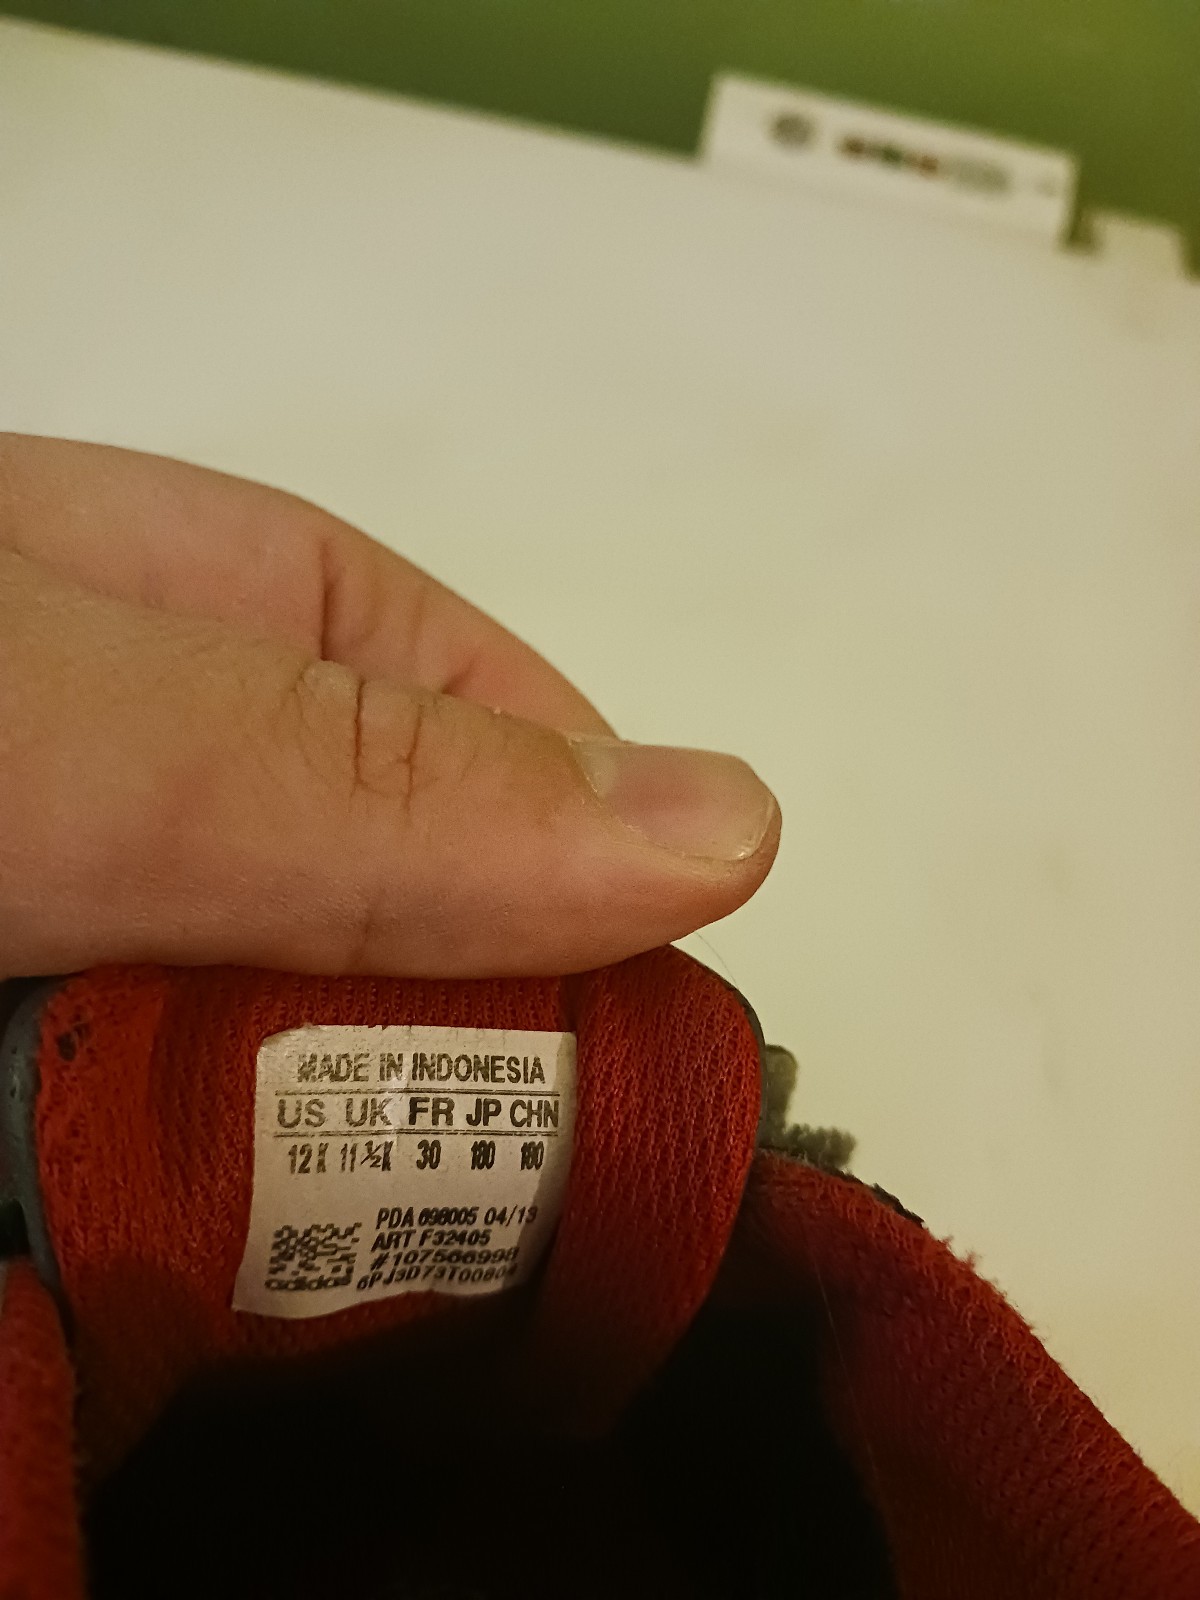 MADE IN INDONESIA
US UK FR JP CHN
12K 11½K 30 180 180
PDA 698005 04/13
ART F32405
#107566998
adidas 6PJ3D73T00804